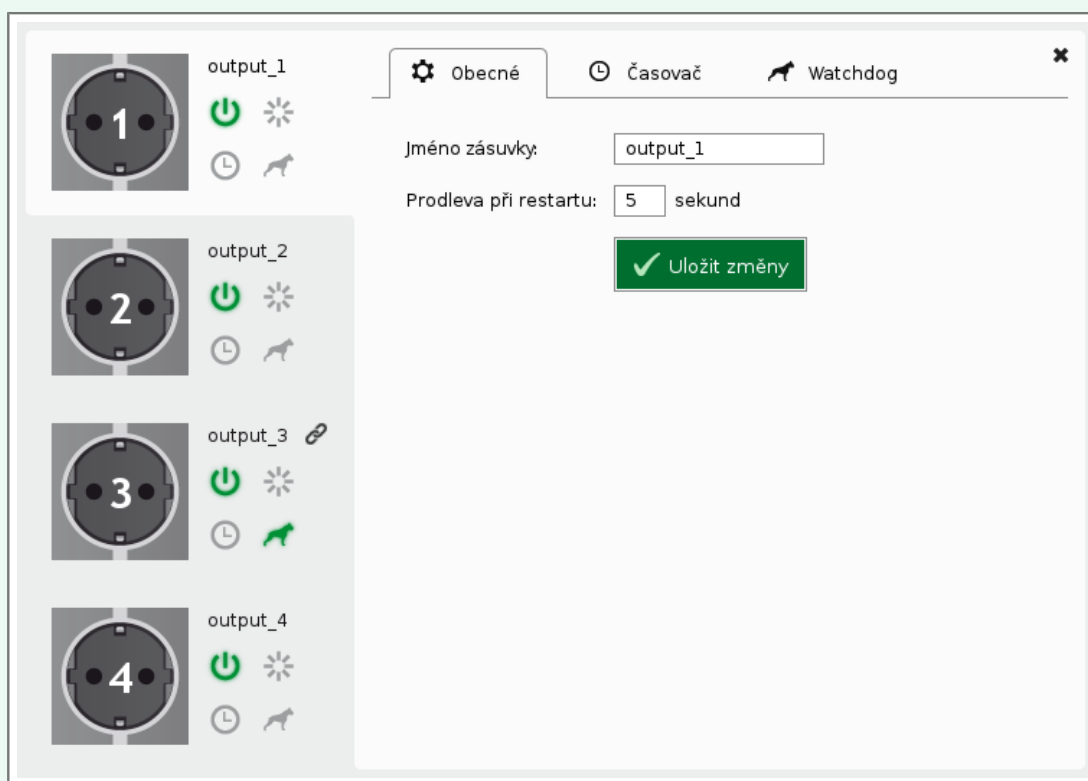 1
output_1
2
output_2
3
output_3
4
output_4
Obecné
Časovač
Watchdog
Jméno zásuvky:
output_1
Prodleva při restartu:
5
sekund
Uložit změny